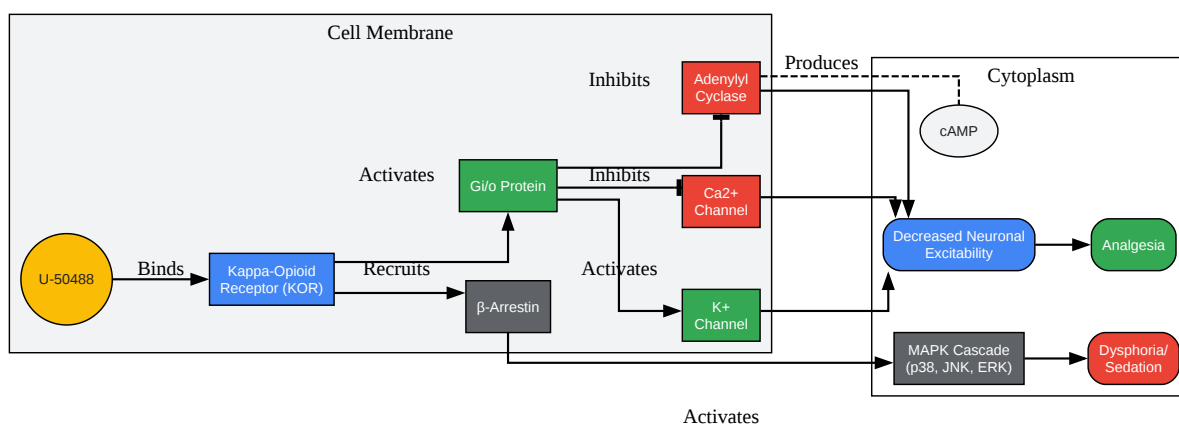 Cell Membrane
Produces
Cytoplasm
Inhibits
Adenylyl
Cyclase
cAMP
Activates
Gi/o Protein
Inhibits
Ca2+
Channel
Decreased Neuronal
Excitability
Analgesia
U-50488
Binds
Kappa-Opioid
Receptor (KOR)
Recruits
Activates
β-Arrestin
K+
Channel
MAPK Cascade
(p38, JNK, ERK)
Dysphoria/
Sedation
Activates